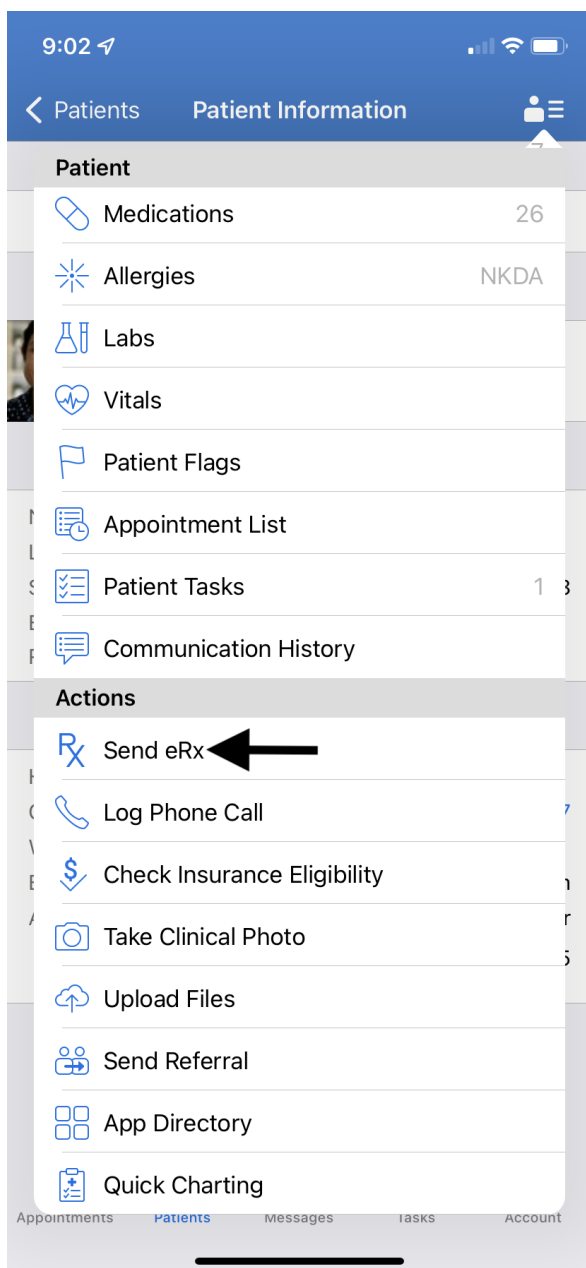 9:02
Patients Patient Information
Patient
Medications 26
Allergies NKDA
Labs
Vitals
Patient Flags
Appointment List
Patient Tasks 1
Communication History
Actions
Rx Send eRx
Log Phone Call
Check Insurance Eligibility
Take Clinical Photo
Upload Files
Send Referral
App Directory
Quick Charting
Appointments Patients Messages Tasks Account